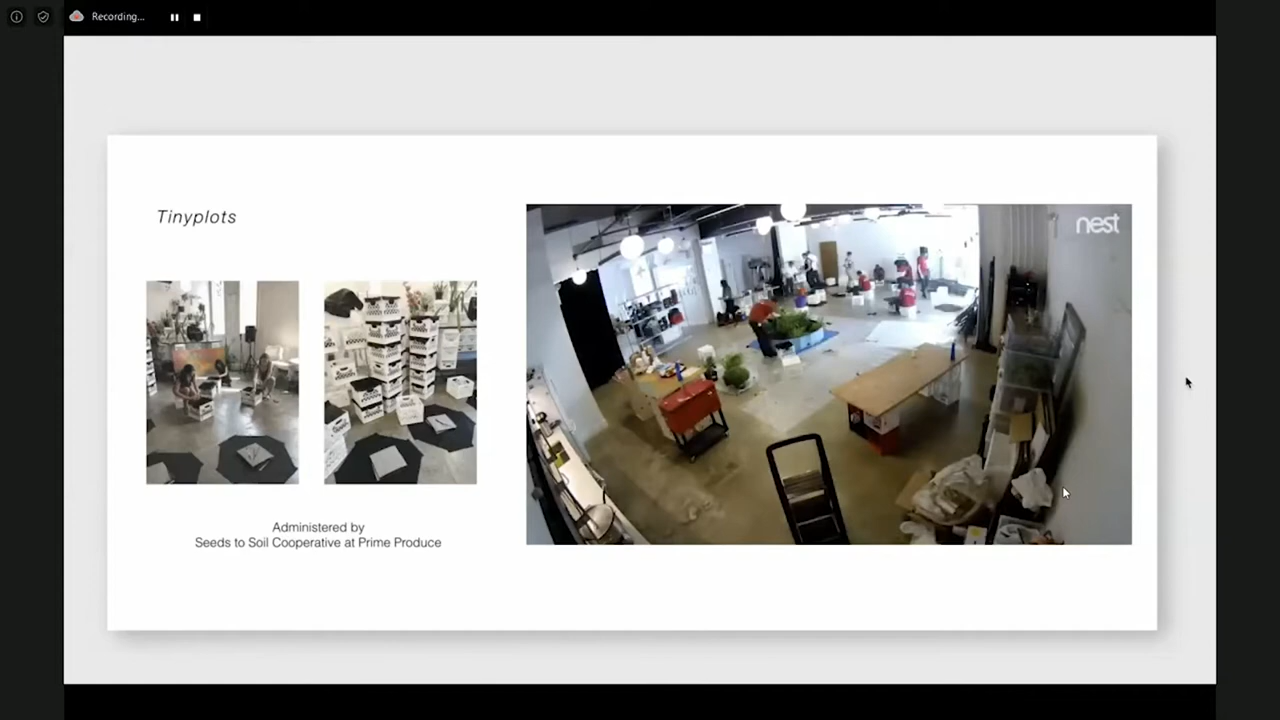 Recording...
Tinyplots
nest
Administered by
Seeds to Soil Cooperative at Prime Produce